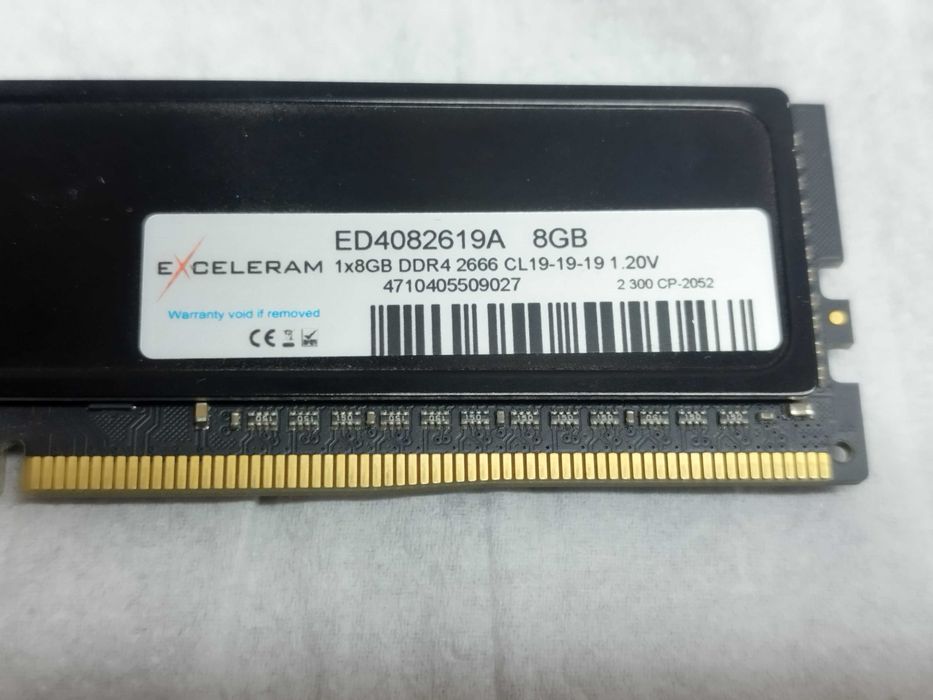 ED4082619A 8GB
EXCELERAM 1x8GB DDR4 2666 CL19-19-19 1.20V
4710405509027 2 300 CP-2052
Warranty void if removed
CE